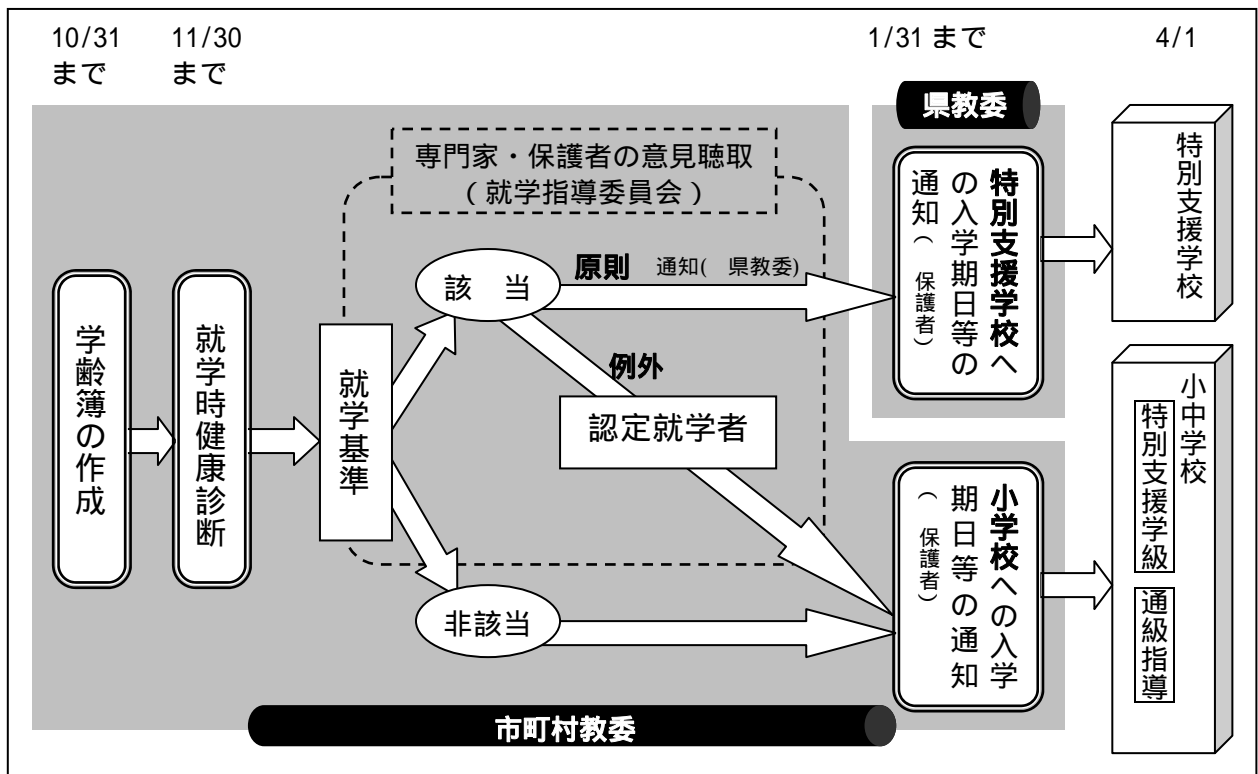 10/31
まで
11/30
まで
1/31 まで
4/1
県教委
専門家・保護者の意見聴取
(就学指導委員会)
学齢簿の作成
就学時健康診断
就学基準
該 当
原則 通知( 県教委)
例外
認定就学者
非該当
特別支援学校へ
の入学期日等の
通知( 保護者)
小学校への入学
期日等の通知
( 保護者)
特別支援学校
小中学校
特別支援学級
通級指導
市町村教委